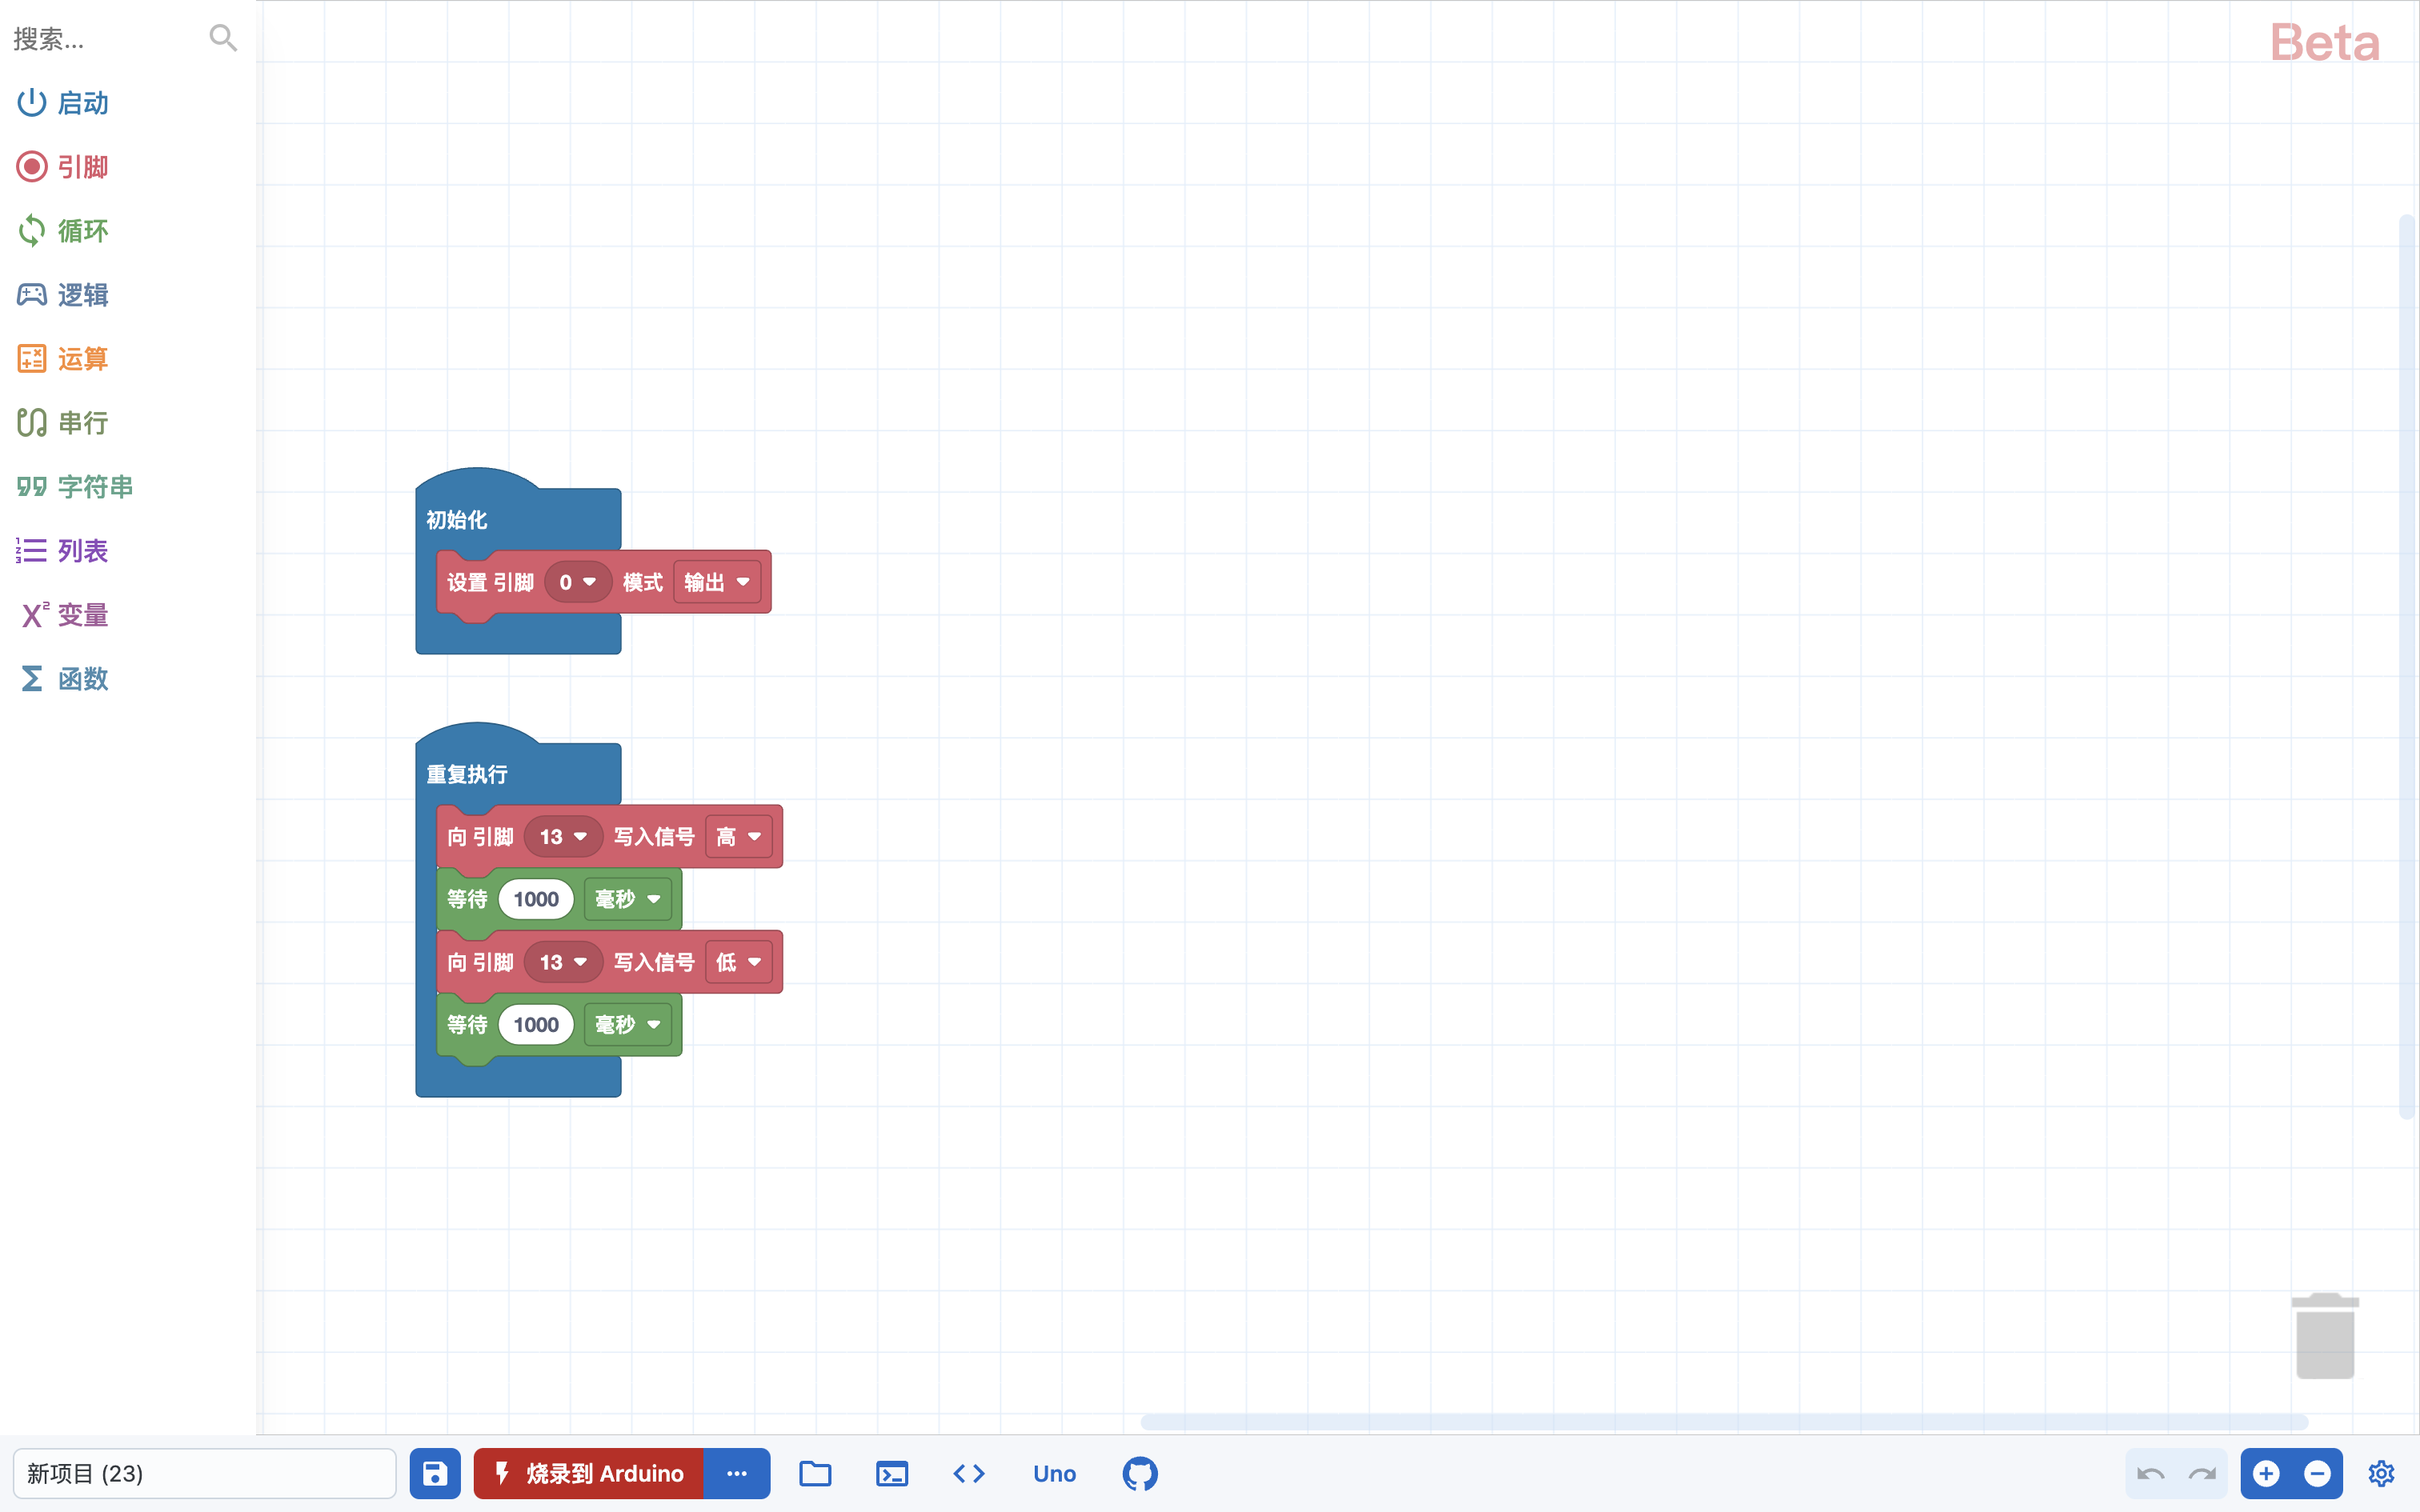 搜索...
Beta
启动
引脚
循环
逻辑
运算
串行
字符串
列表
变量
函数
初始化
设置 引脚 0 模式 输出
重复执行
向 引脚 13 写入信号 高
等待 1000 毫秒
向 引脚 13 写入信号 低
等待 1000 毫秒
新项目 (23)
烧录到 Arduino
Uno